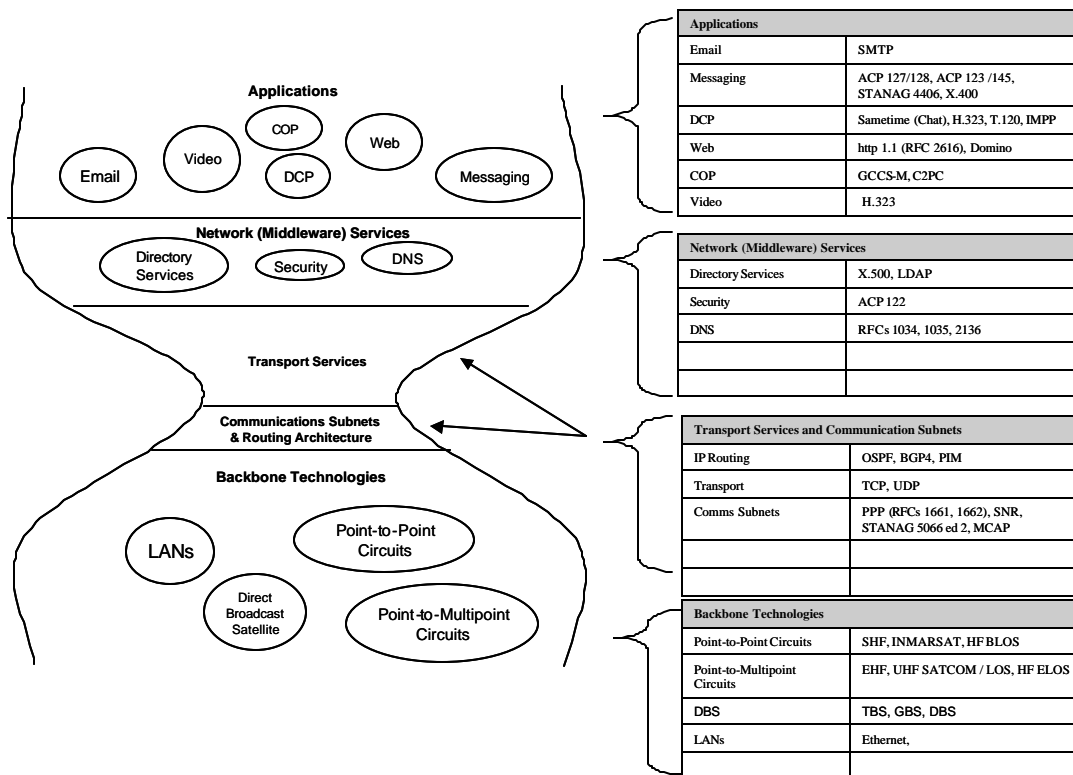 Applications
COP
Web
Video
Email
DCP
Messaging
Network (Middleware) Services
Directory
Services
Security
DNS
Transport Services
Communications Subnets
& Routing Architecture
Backbone Technologies
LANs
Point-to-Point
Circuits
Direct
Broadcast
Satellite
Point-to-Multipoint
Circuits
Applications
Email SMTP
Messaging ACP 127/128, ACP 123 /145,
STANAG 4406, X.400
DCP Sametime (Chat), H.323, T.120, IMPP
Web http 1.1 (RFC 2616), Domino
COP GCCS-M, C2PC
Video H.323
Network (Middleware) Services
Directory Services X.500, LDAP
Security ACP 122
DNS RFCs 1034, 1035, 2136
Transport Services and Communication Subnets
IP Routing OSPF, BGP4, PIM
Transport TCP, UDP
Comms Subnets PPP (RFCs 1661, 1662), SNR,
STANAG 5066 ed 2, MCAP
Backbone Technologies
Point-to-Point Circuits SHF, INMARSAT, HF BLOS
Point-to-Multipoint EHF, UHF SATCOM / LOS, HF ELOS
Circuits
DBS TBS, GBS, DBS
LANs Ethernet,